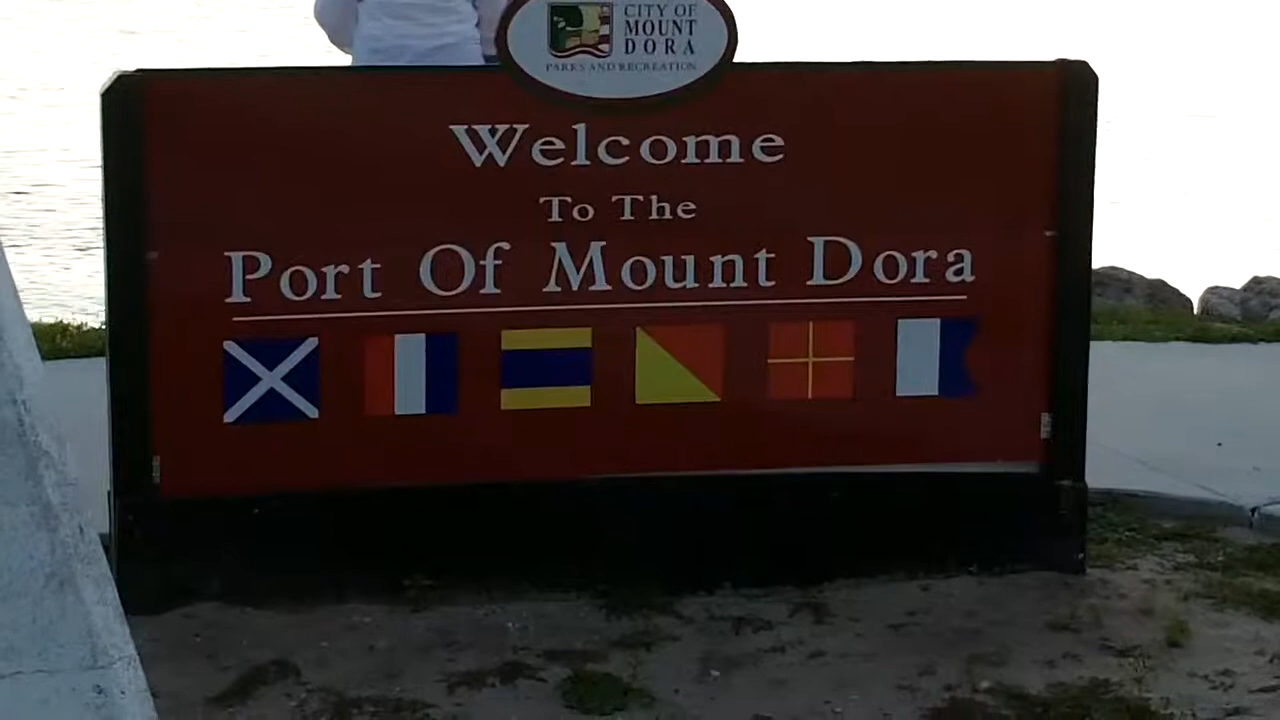 CITY OF
MOUNT
DORA
PARKS AND RECREATION
Welcome
To The
Port Of Mount Dora